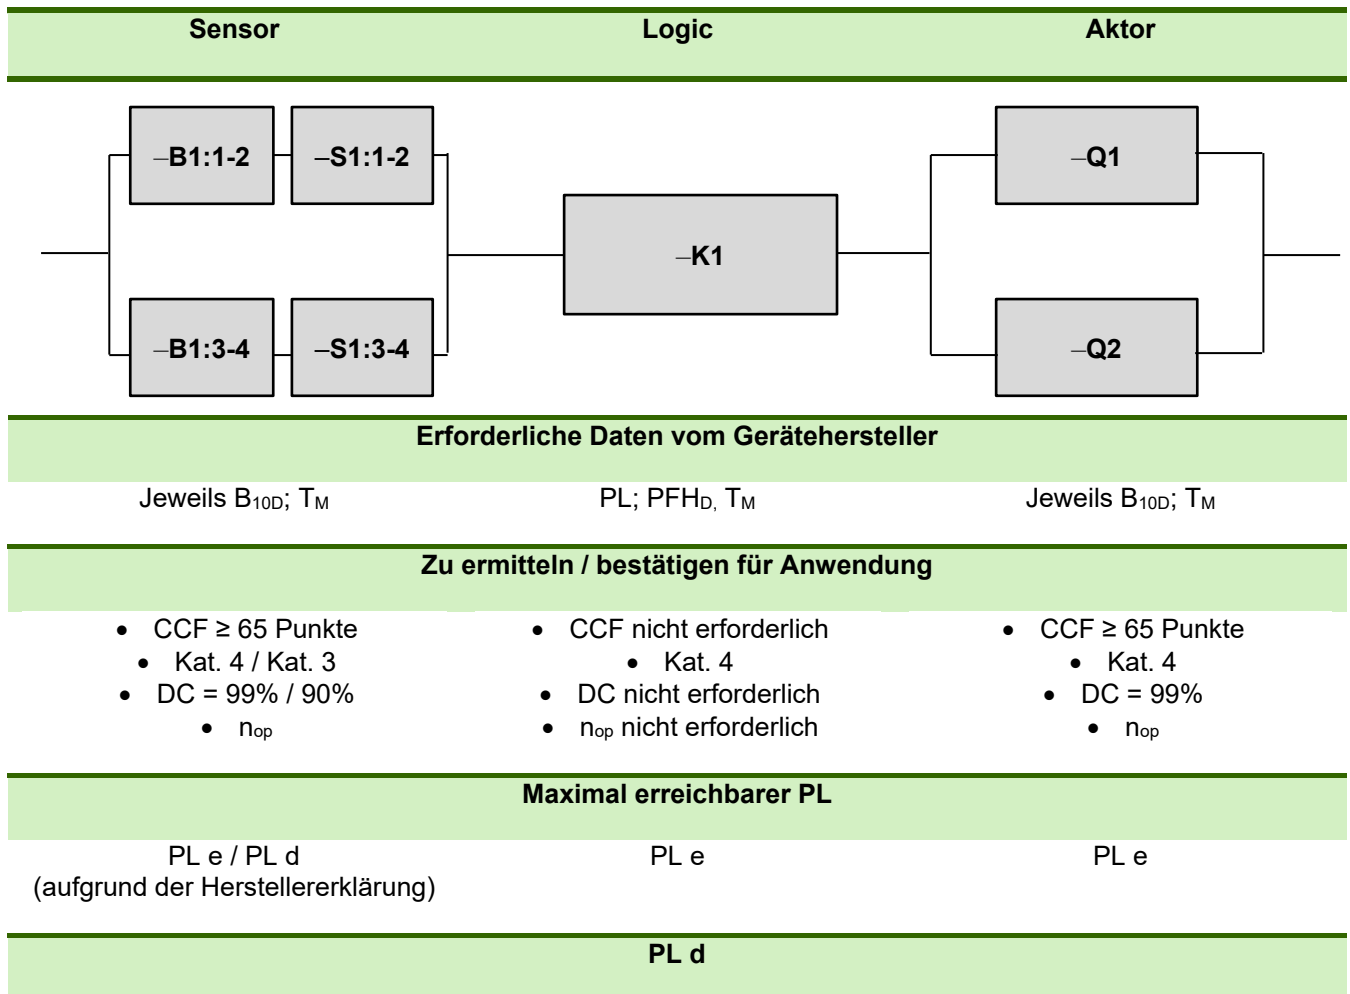 Sensor Logic Aktor
–B1:1-2 –S1:1-2 –Q1
–K1
–B1:3-4 –S1:3-4 –Q2
Erforderliche Daten vom Gerätehersteller
Jeweils B10D; TM PL; PFHD, TM Jeweils B10D; TM
Zu ermitteln / bestätigen für Anwendung
• CCF ≥ 65 Punkte • CCF nicht erforderlich • CCF ≥ 65 Punkte
• Kat. 4 / Kat. 3 • Kat. 4 • Kat. 4
• DC = 99% / 90% • DC nicht erforderlich • DC = 99%
• nop • nop nicht erforderlich • nop
Maximal erreichbarer PL
PL e / PL d PL e PL e
(aufgrund der Herstellererklärung)
PL d